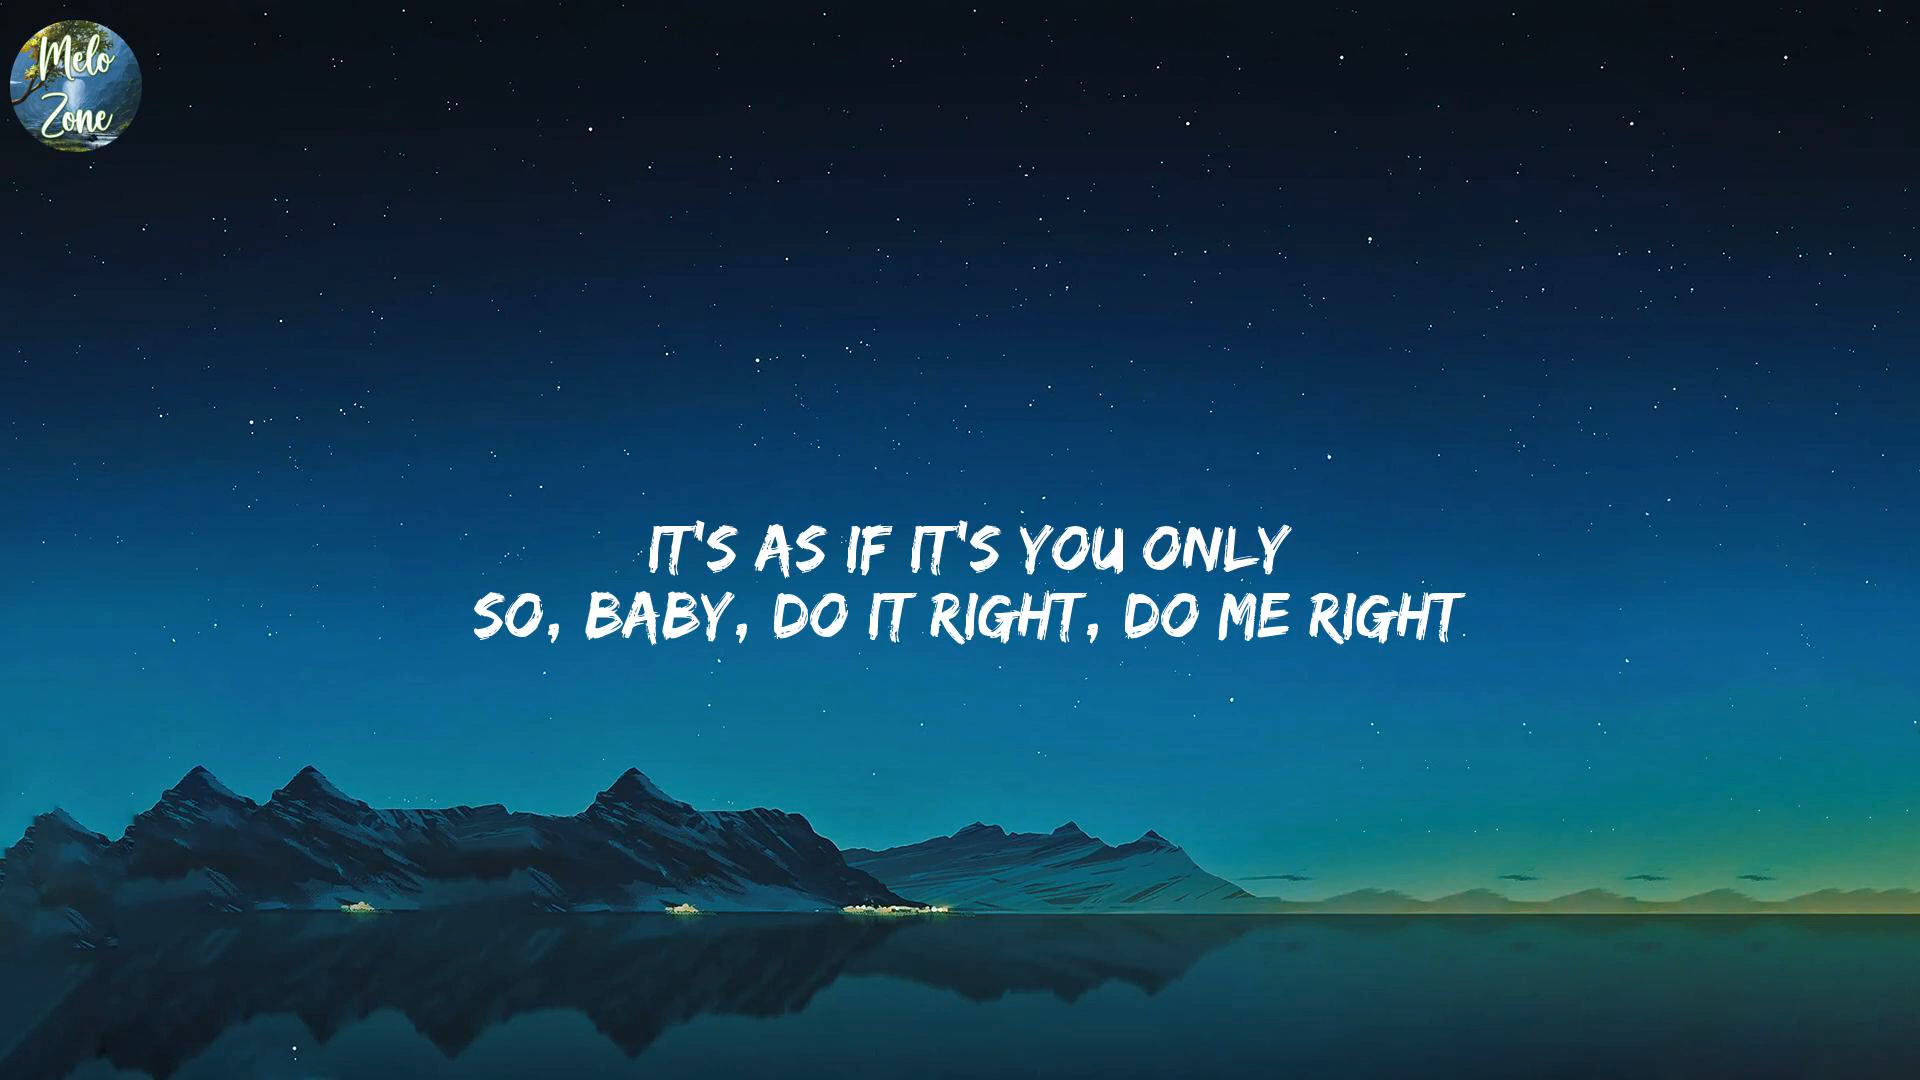 Melo
Zone
IT'S AS IF IT'S YOU ONLY
SO, BABY, DO IT RIGHT, DO ME RIGHT